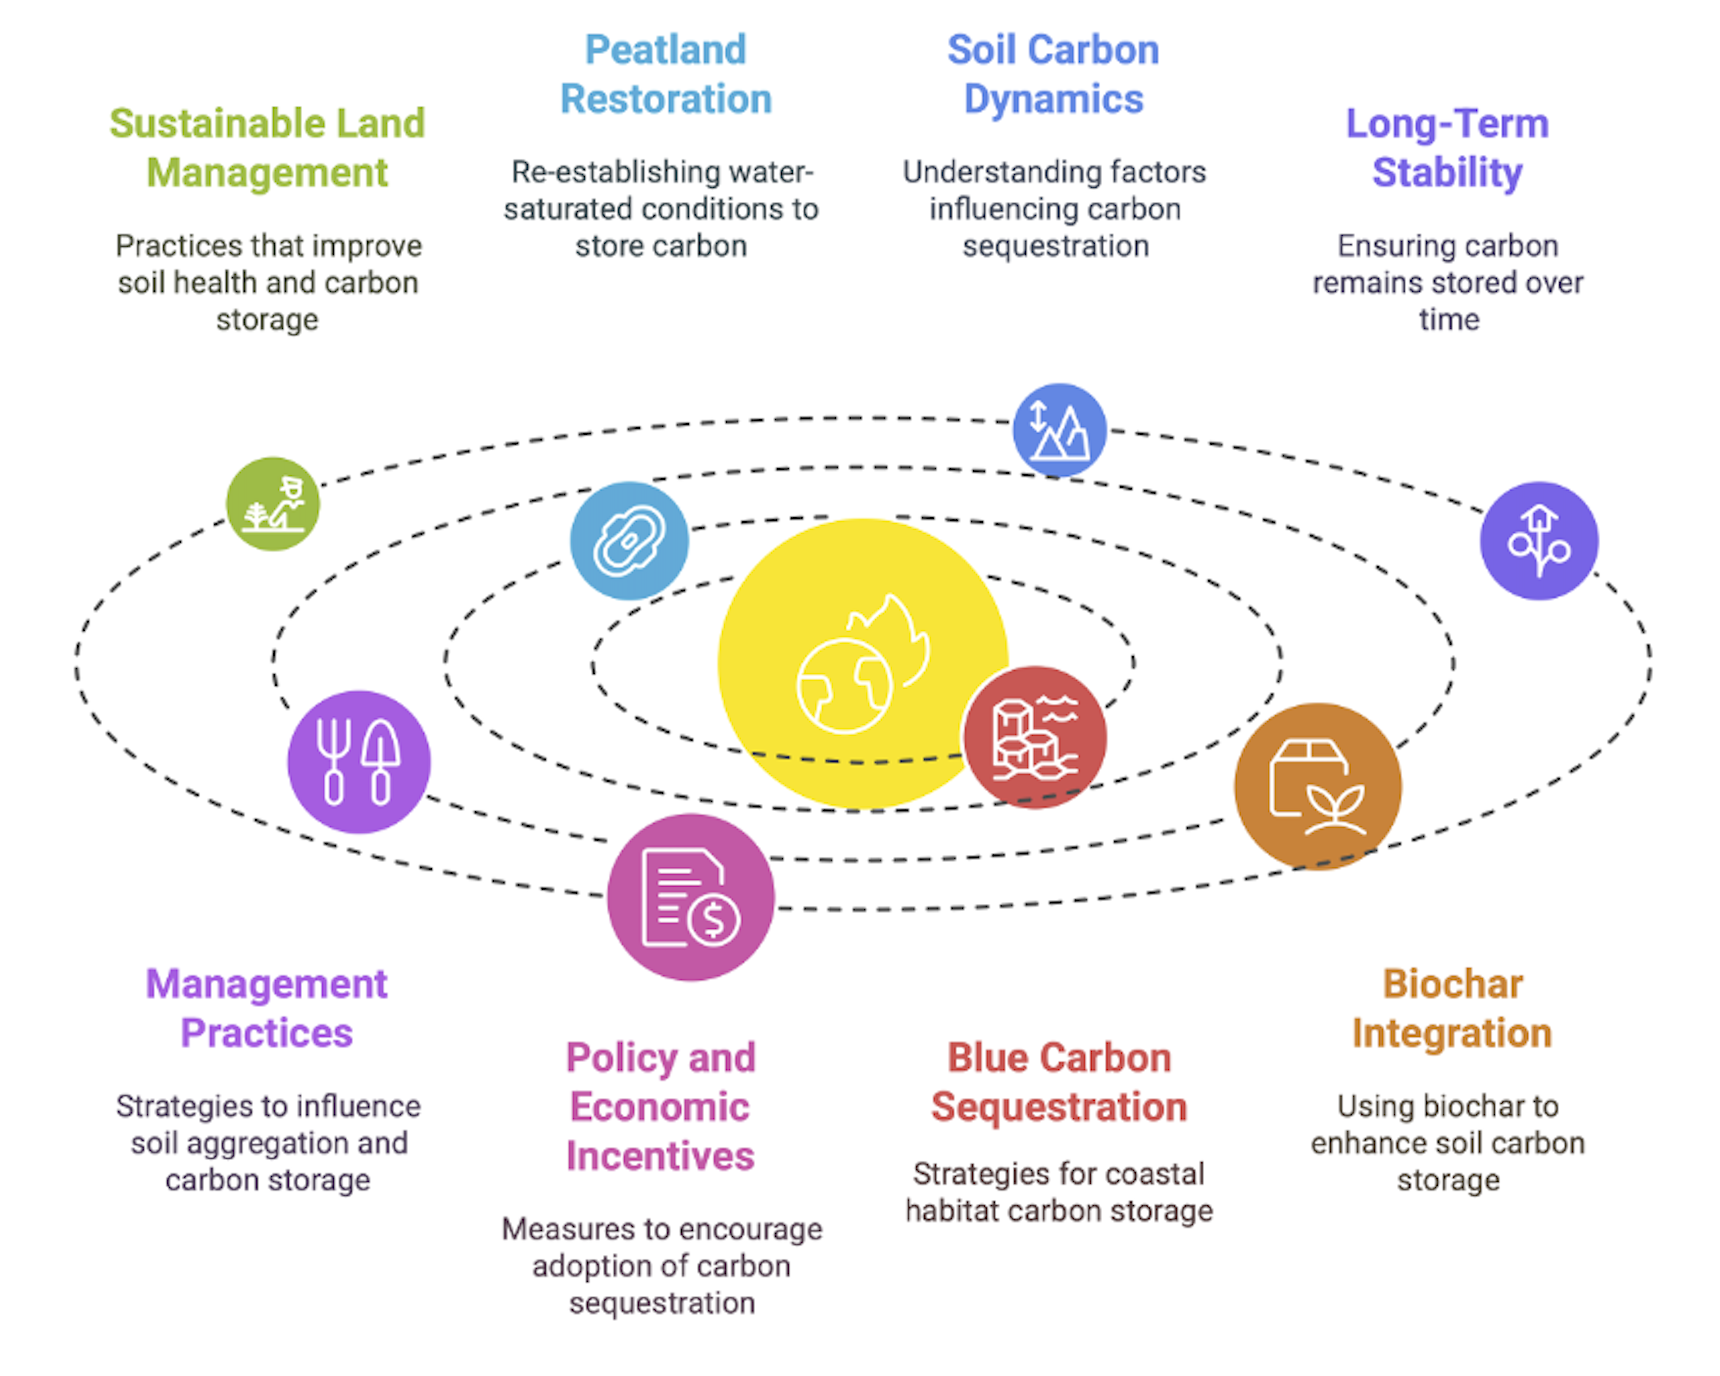 Sustainable Land
Management
Practices that improve
soil health and carbon
storage
Peatland
Restoration
Re-establishing water-
saturated conditions to
store carbon
Soil Carbon
Dynamics
Understanding factors
influencing carbon
sequestration
Long-Term
Stability
Ensuring carbon
remains stored over
time
$
Management
Practices
Strategies to influence
soil aggregation and
carbon storage
Policy and
Economic
Incentives
Measures to encourage
adoption of carbon
sequestration
Blue Carbon
Sequestration
Strategies for coastal
habitat carbon storage
Biochar
Integration
Using biochar to
enhance soil carbon
storage